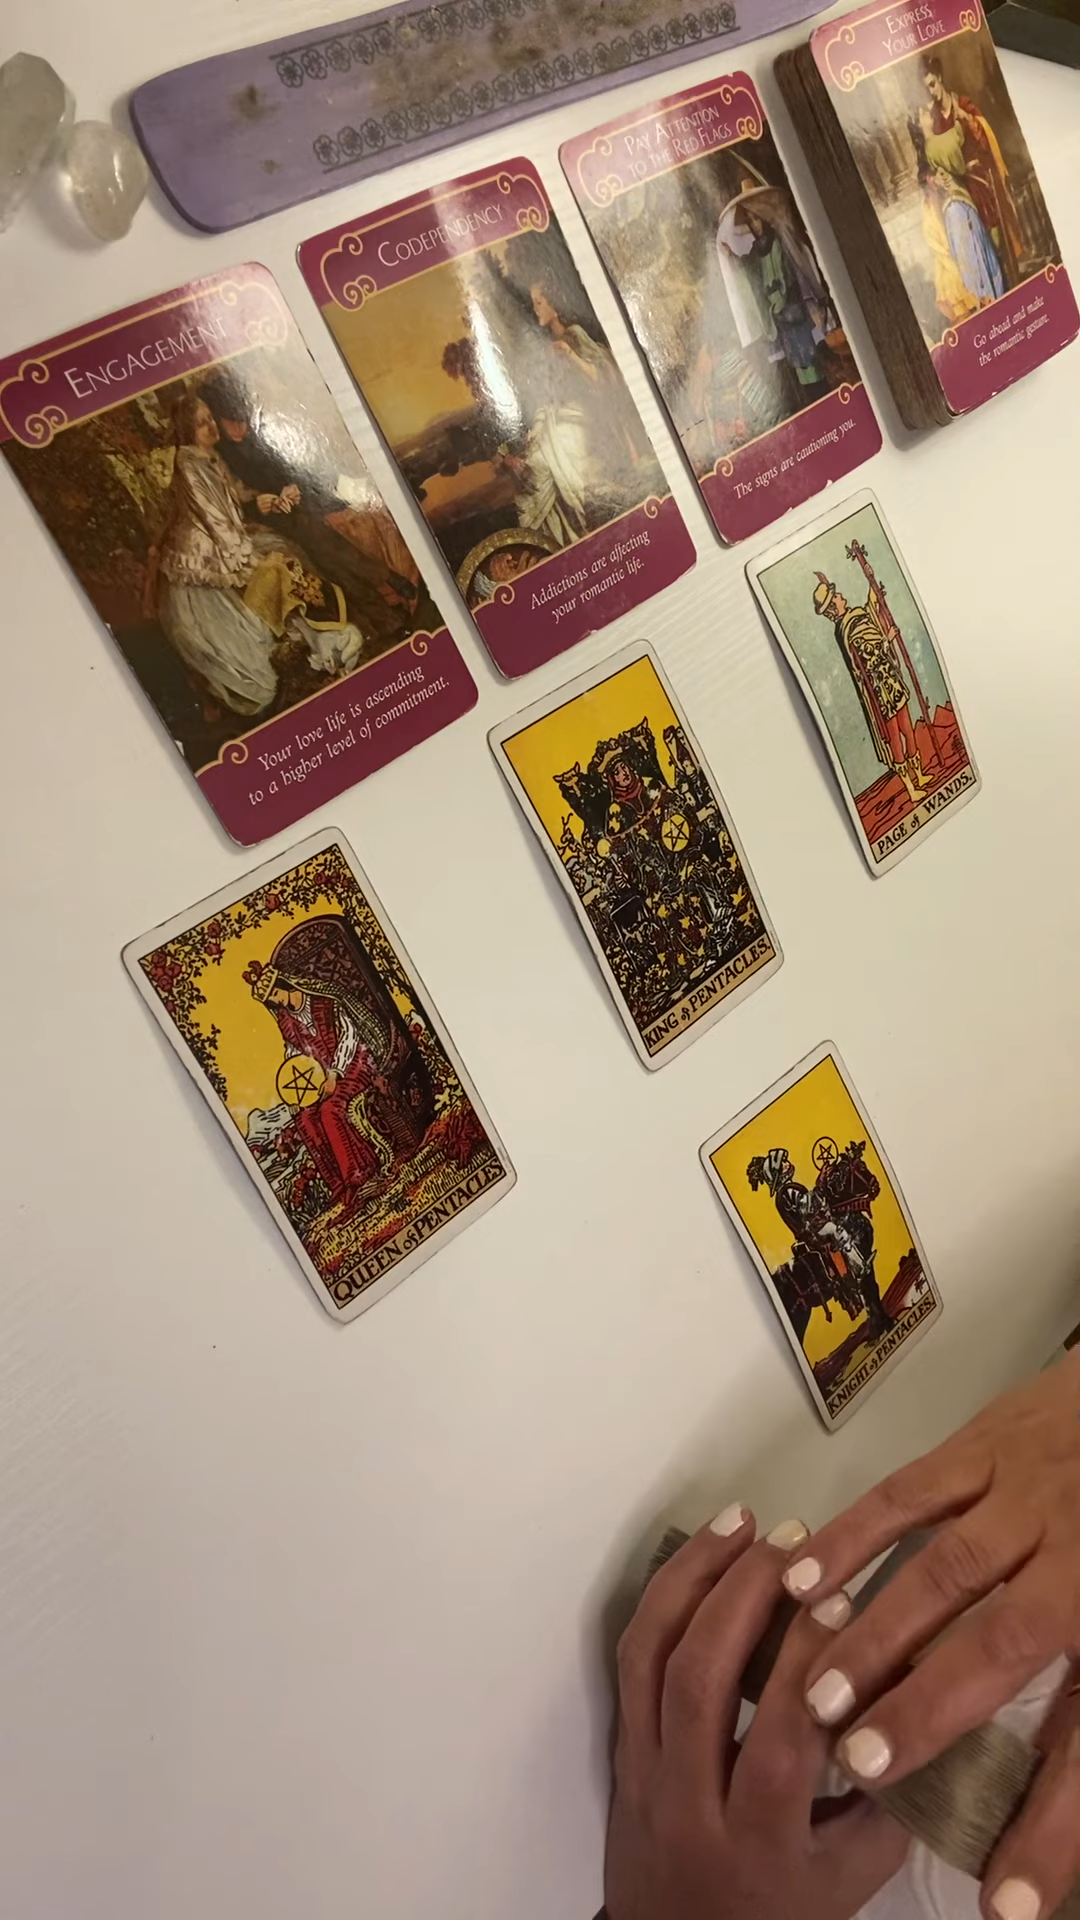 ENGAGEMENT
Your love life is ascending
to a higher level of commitment.
CODEPENDENCY
Addictions are affecting
your romantic life.
PAY ATTENTION
TO THE RED FLAGS
The signs are cautioning you.
EXPRESS
YOUR LOVE
Go ahead and make
the romantic gesture.
QUEEN of PENTACLES
KING of PENTACLES.
PAGE of WANDS.
KNIGHT of PENTACLES.